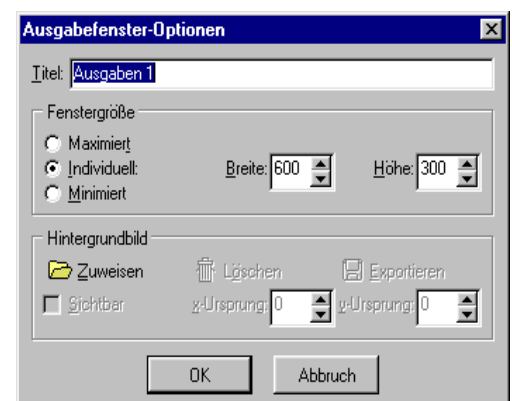 Ausgabefenster-Optionen
Titel: Ausgaben 1
Fenstergröße
Maximiert
Individuell: Breite: 600 Höhe: 300
Minimiert
Hintergrundbild
Zuweisen Löschen Exportieren
Sichtbar x-Ursprung: 0 y-Ursprung: 0
OK Abbruch